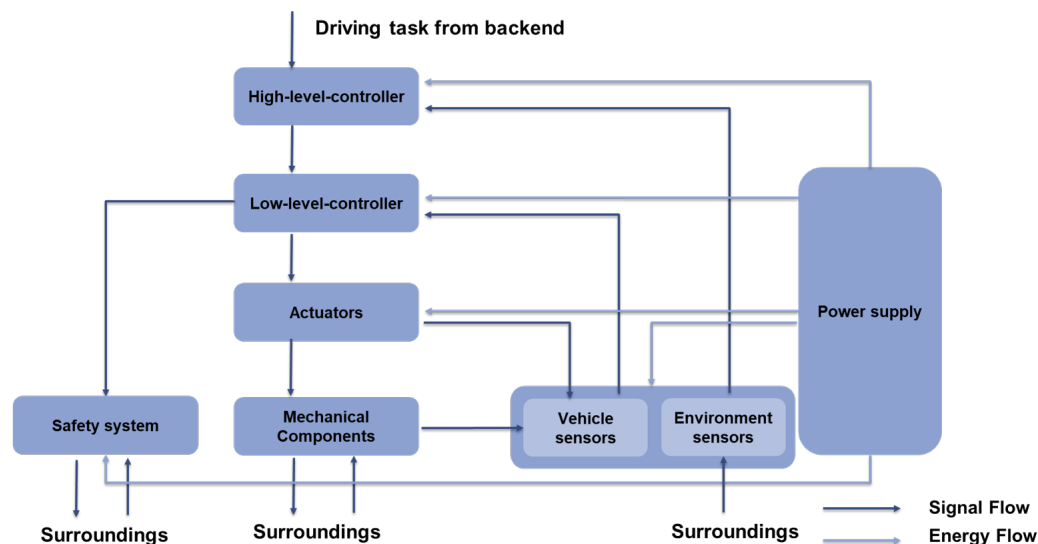 Driving task from backend
High-level-controller
Low-level-controller
Actuators
Power supply
Safety system
Mechanical
Components
Vehicle
sensors
Environment
sensors
Surroundings
Surroundings
Surroundings
Signal Flow
Energy Flow